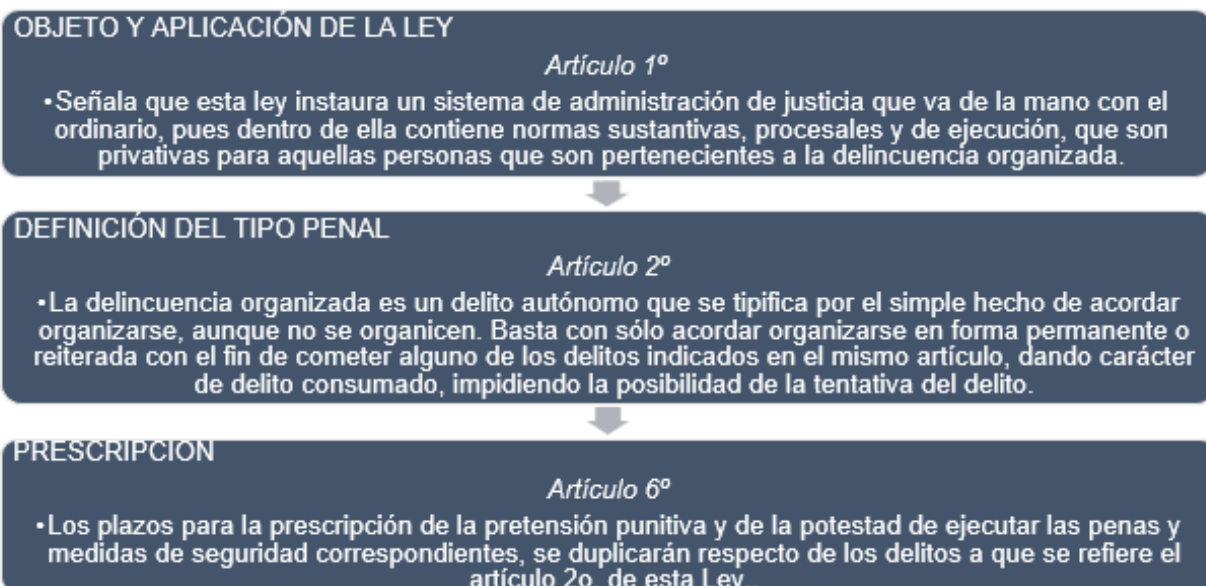 OBJETO Y APLICACIÓN DE LA LEY
Artículo 1º
•Señala que esta ley instaura un sistema de administración de justicia que va de la mano con el
ordinario, pues dentro de ella contiene normas sustantivas, procesales y de ejecución, que son
privativas para aquellas personas que son pertenecientes a la delincuencia organizada.
DEFINICIÓN DEL TIPO PENAL
Artículo 2º
•La delincuencia organizada es un delito autónomo que se tipifica por el simple hecho de acordar
organizarse, aunque no se organicen. Basta con sólo acordar organizarse en forma permanente o
reiterada con el fin de cometer alguno de los delitos indicados en el mismo artículo, dando carácter
de delito consumado, impidiendo la posibilidad de la tentativa del delito.
PRESCRIPCIÓN
Artículo 6º
•Los plazos para la prescripción de la pretensión punitiva y de la potestad de ejecutar las penas y
medidas de seguridad correspondientes, se duplicarán respecto de los delitos a que se refiere el
artículo 2o. de esta Ley..